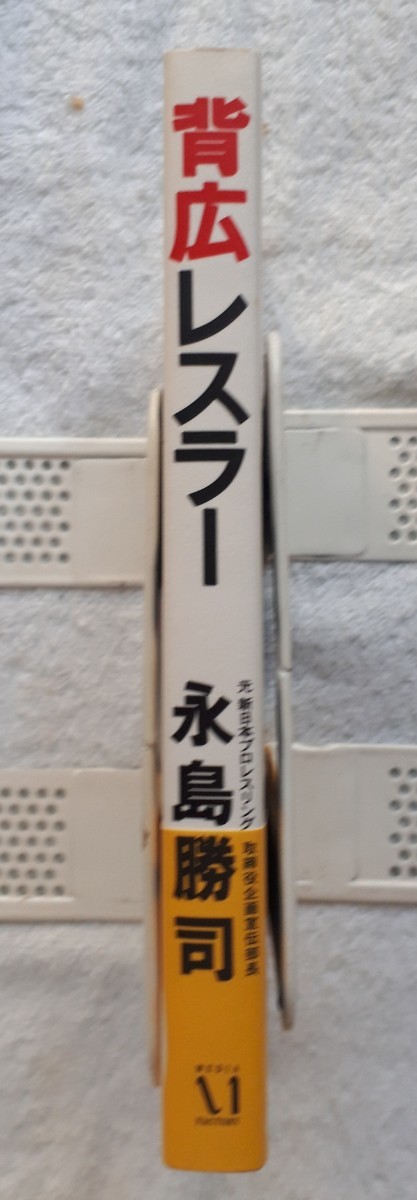 背広レスラー
永島勝司
元新日本プロレスリング 取締役企画宣伝部長